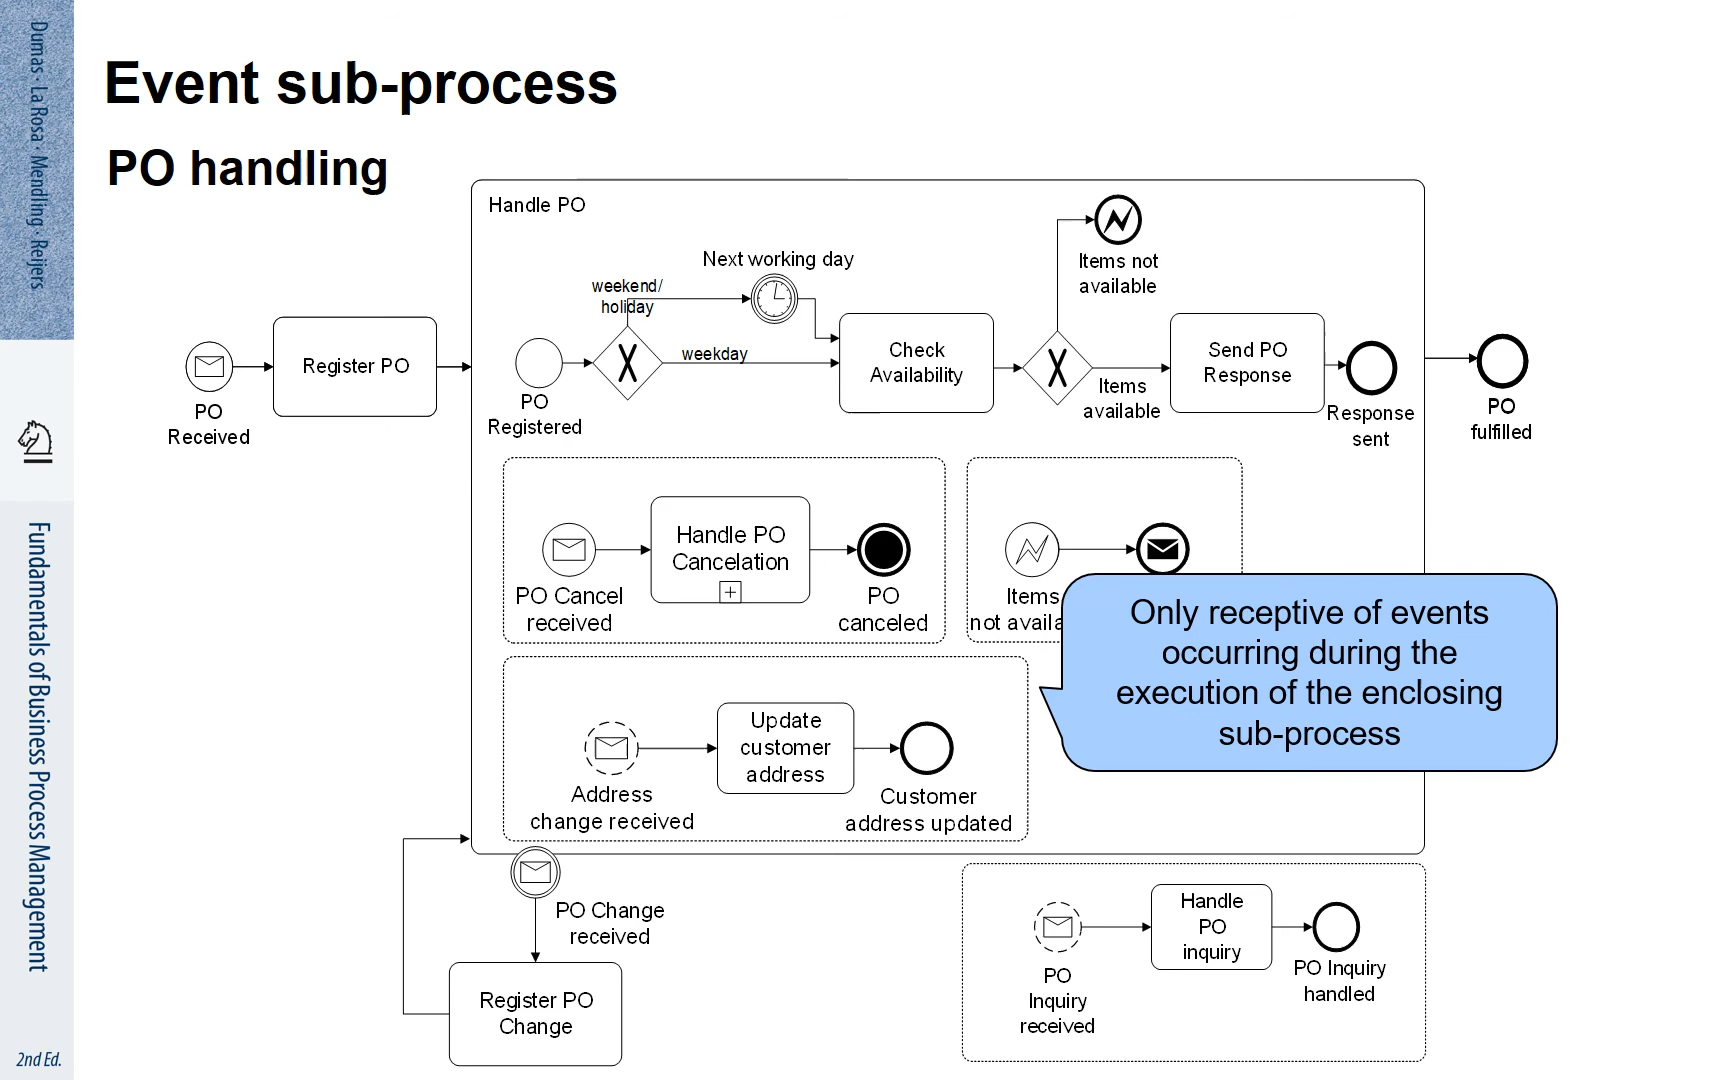 Dumas · La Rosa · Mendling · Reijers
Fundamentals of Business Process Management
2nd Ed.
Event sub-process
PO handling
Handle PO
PO
Received
Register PO
PO
Registered
weekend/
holiday
weekday
Next working day
Check
Availability
Items not
available
Items
available
Send PO
Response
Response
sent
PO
fulfilled
PO Cancel
received
Handle PO
Cancelation
PO
canceled
Items
not availa
Only receptive of events
occurring during the
execution of the enclosing
sub-process
Address
change received
Update
customer
address
Customer
address updated
PO Change
received
Register PO
Change
PO
Inquiry
received
Handle
PO
inquiry
PO Inquiry
handled